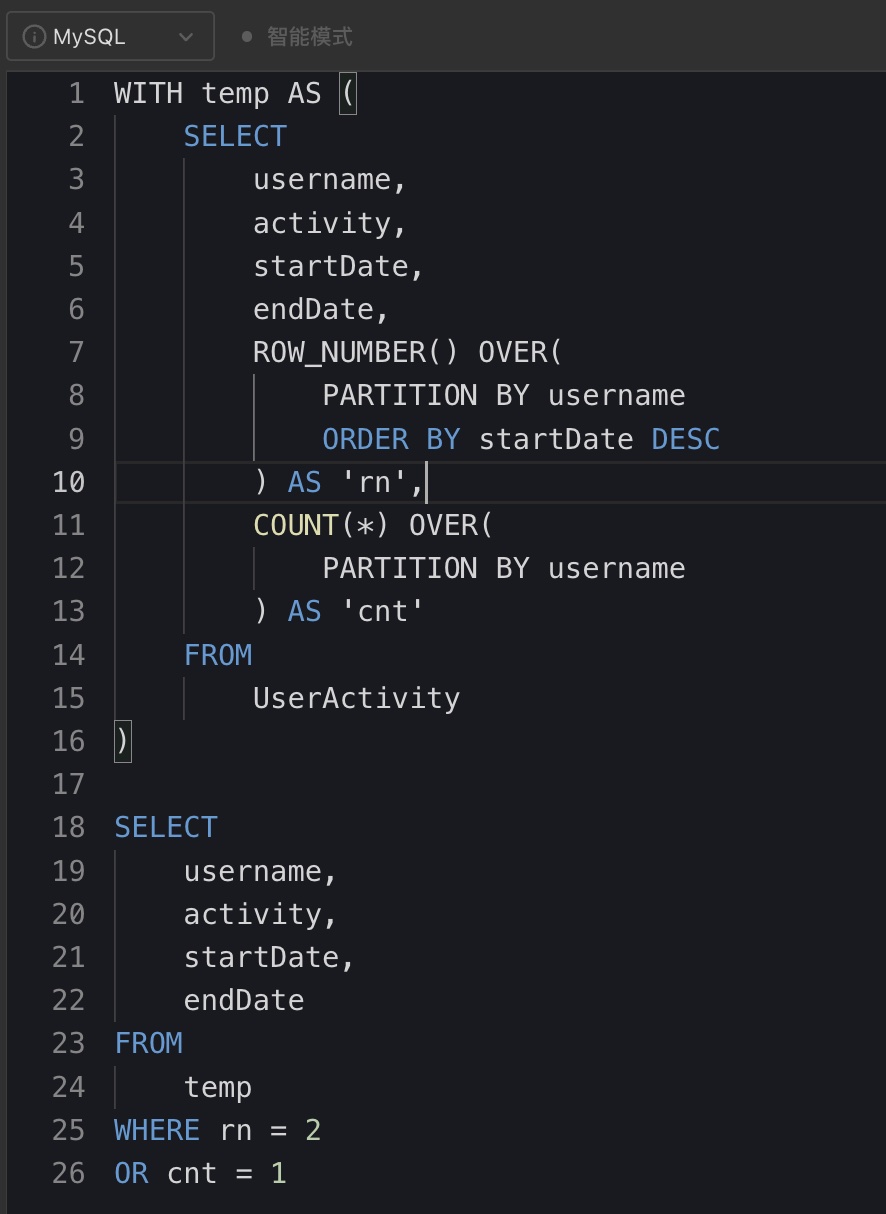 MySQL 智能模式
1 WITH temp AS (
2 SELECT
3 username,
4 activity,
5 startDate,
6 endDate,
7 ROW_NUMBER() OVER(
8 PARTITION BY username
9 ORDER BY startDate DESC
10 ) AS 'rn',
11 COUNT(*) OVER(
12 PARTITION BY username
13 ) AS 'cnt'
14 FROM
15 UserActivity
16 )
17
18 SELECT
19 username,
20 activity,
21 startDate,
22 endDate
23 FROM
24 temp
25 WHERE rn = 2
26 OR cnt = 1